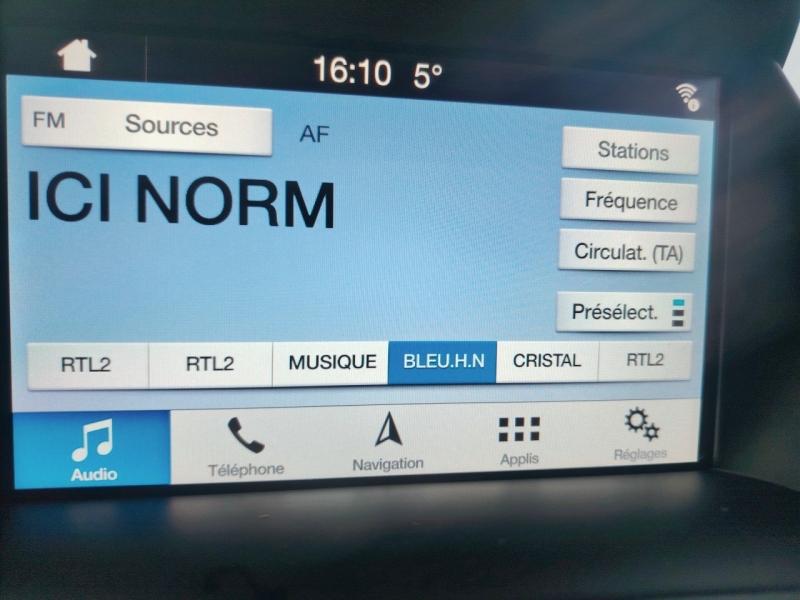 16:10 5°
FM Sources AF
Stations
ICI NORM
Fréquence
Circulat. (TA)
Présélect.
RTL2 RTL2 MUSIQUE BLEU.H.N CRISTAL RTL2
Audio Téléphone Navigation Applis Réglages